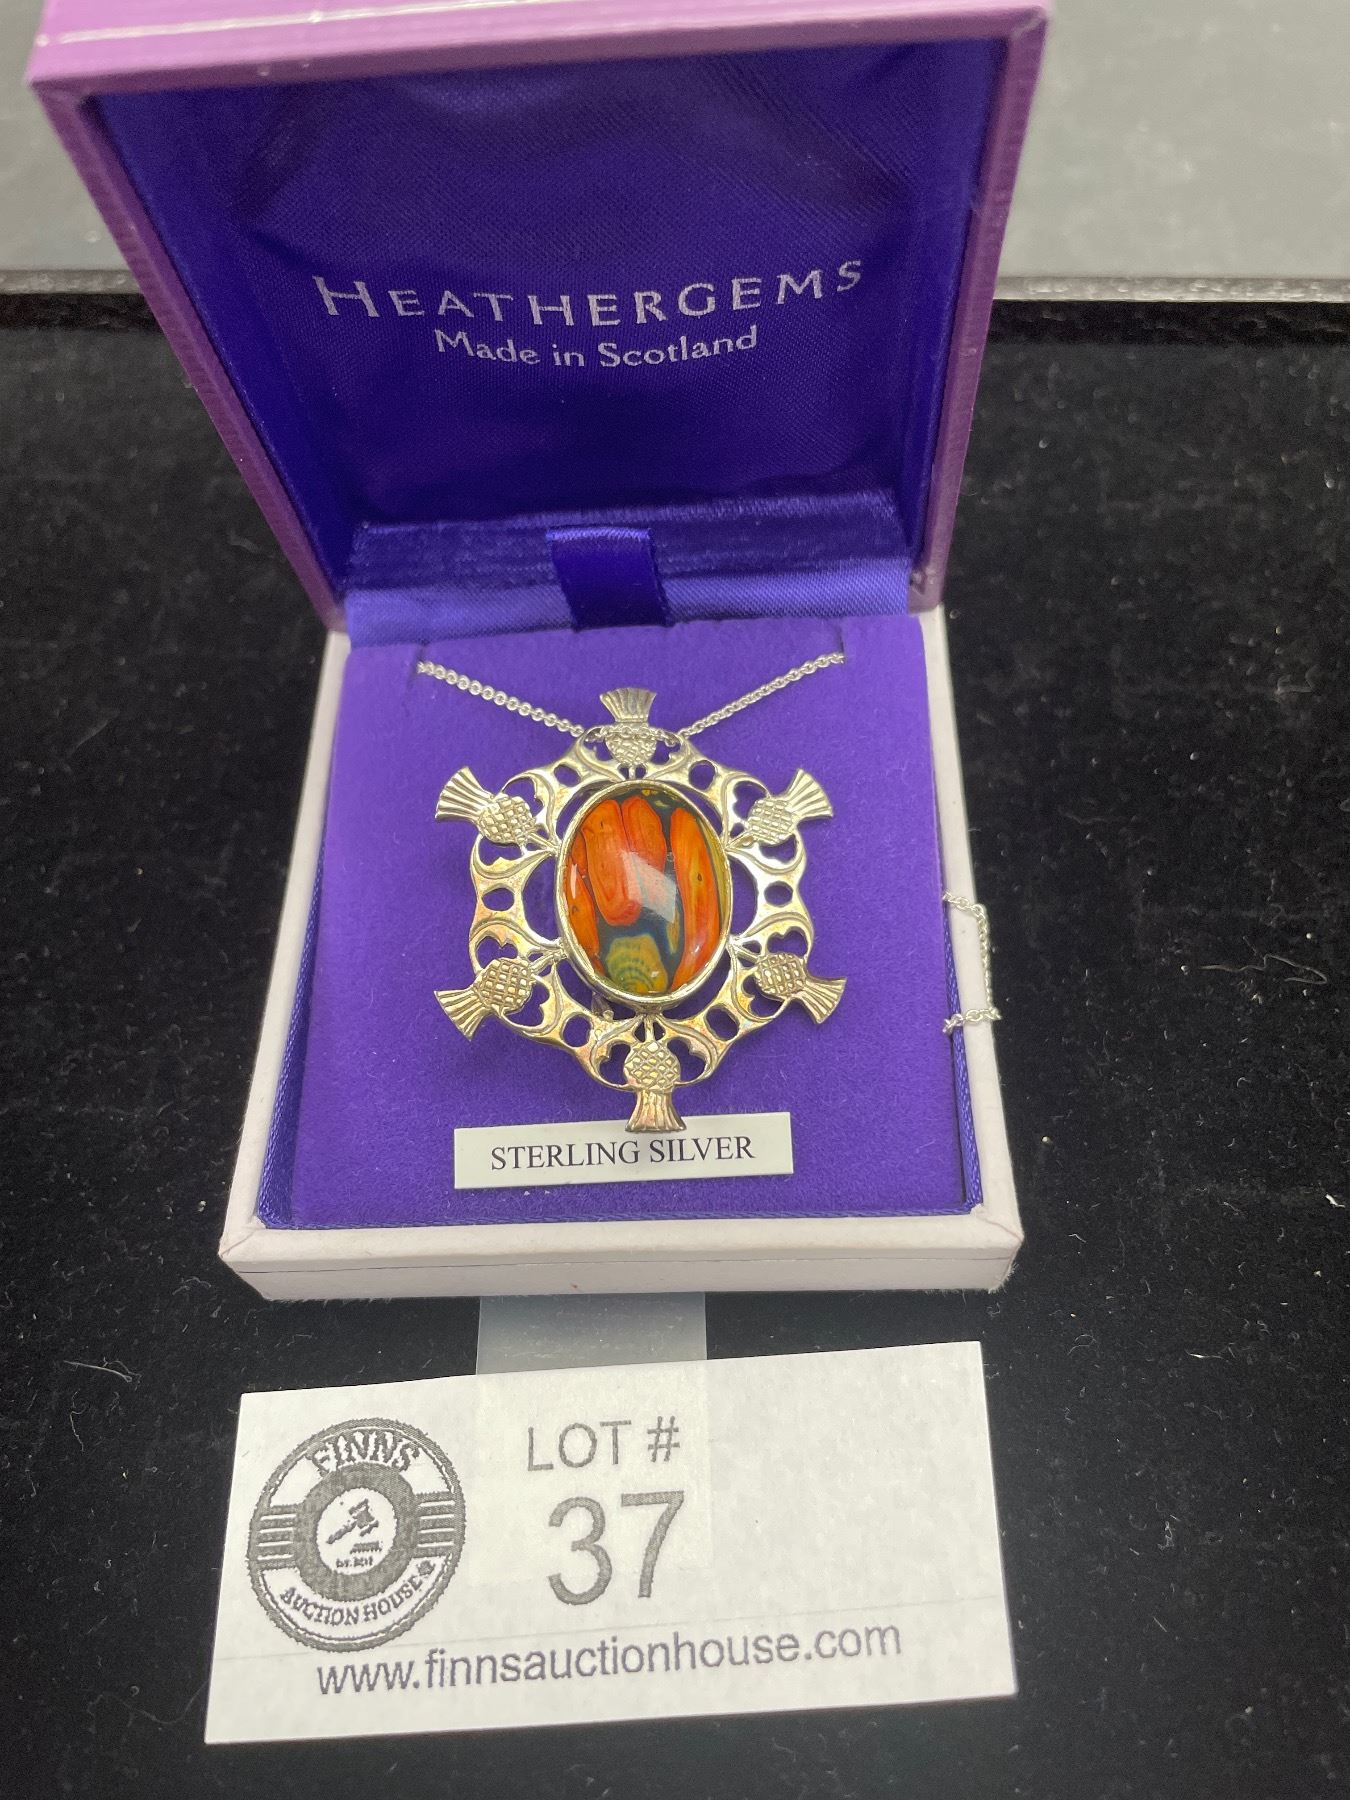 HEATHERGEMS
Made in Scotland
STERLING SILVER
FINNS
AUCTION HOUSE
LOT #
37
www.finnsauctionhouse.com